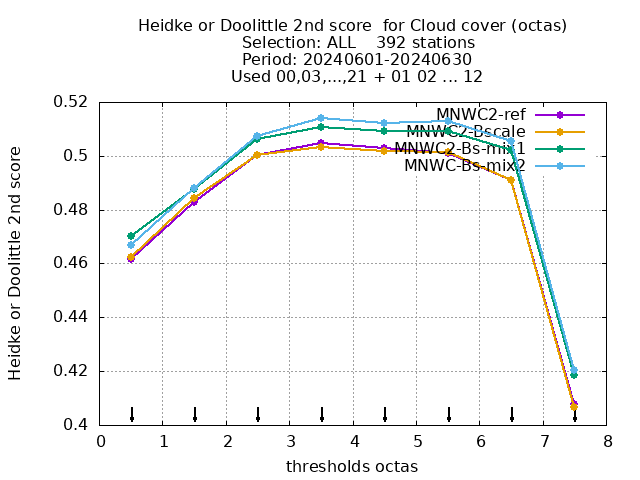 Heidke or Doolittle 2nd score  for Cloud cover (octas)
Selection: ALL    392 stations
Period: 20240601-20240630
Used 00,03,...,21 + 01 02 ... 12
MNWC2-ref
MNWC2-Bscale
MNWC2-Bs-mix1
MNWC-Bs-mix2
Heidke or Doolittle 2nd score
0.52
0.5
0.48
0.46
0.44
0.42
0.4
0 1 2 3 4 5 6 7 8
thresholds octas